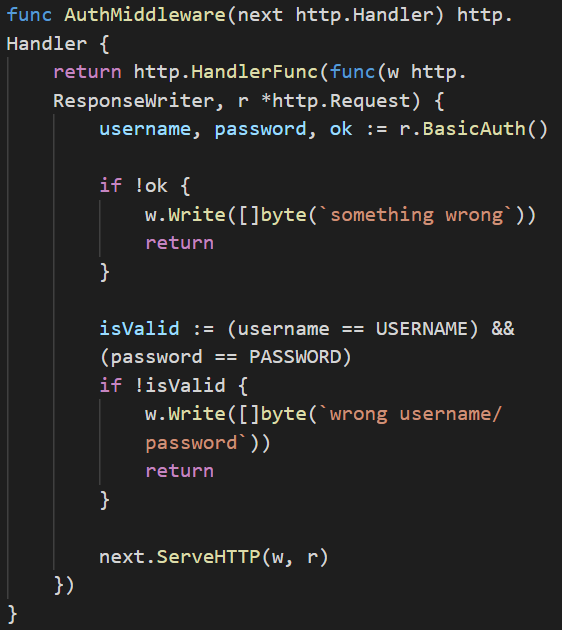 func AuthMiddleware(next http.
Handler) http.
Handler {
return http.HandlerFunc(func(w http.
ResponseWriter, r *http.Request) {
username, password, ok := r.BasicAuth()
if !ok {
w.Write([]byte(`something wrong`))
return
}
isValid := (username == USERNAME) &&
(password == PASSWORD)
if !isValid {
w.Write([]byte(`wrong username/
password`))
return
}
next.ServeHTTP(w, r)
})
}